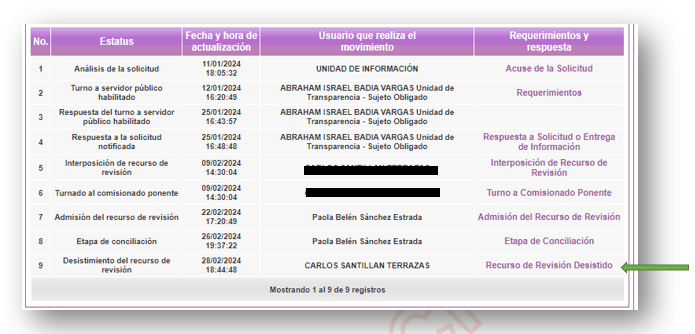 No. Estatus Fecha y hora de actualización Usuario que realiza el movimiento Requerimientos y respuesta
1 Análisis de la solicitud 11/01/2024 18:05:32 UNIDAD DE INFORMACIÓN Acuse de la Solicitud
2 Turno a servidor público habilitado 12/01/2024 16:20:49 ABRAHAM ISRAEL BADIA VARGAS Unidad de Transparencia - Sujeto Obligado Requerimientos
3 Respuesta del turno a servidor público habilitado 25/01/2024 16:43:57 ABRAHAM ISRAEL BADIA VARGAS Unidad de Transparencia - Sujeto Obligado
4 Respuesta a la solicitud notificada 25/01/2024 16:48:48 ABRAHAM ISRAEL BADIA VARGAS Unidad de Transparencia - Sujeto Obligado Respuesta a Solicitud o Entrega de Información
5 Interposición de recurso de revisión 09/02/2024 14:30:04 Interposición de Recurso de Revisión
6 Turnado al comisionado ponente 09/02/2024 14:30:04 Turno a Comisionado Ponente
7 Admisión del recurso de revisión 22/02/2024 17:20:49 Paola Belén Sánchez Estrada Admisión del Recurso de Revisión
8 Etapa de conciliación 26/02/2024 19:37:22 Paola Belén Sánchez Estrada Etapa de Conciliación
9 Desistimiento del recurso de revisión 28/02/2024 18:44:48 CARLOS SANTILLAN TERRAZAS Recurso de Revisión Desistido
Mostrando 1 al 9 de 9 registros